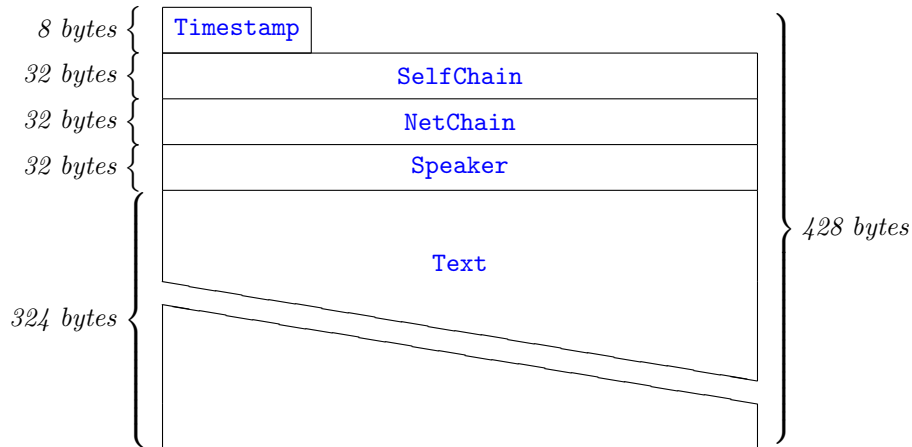 8 bytes Timestamp
32 bytes SelfChain
32 bytes NetChain
32 bytes Speaker
428 bytes
Text
324 bytes